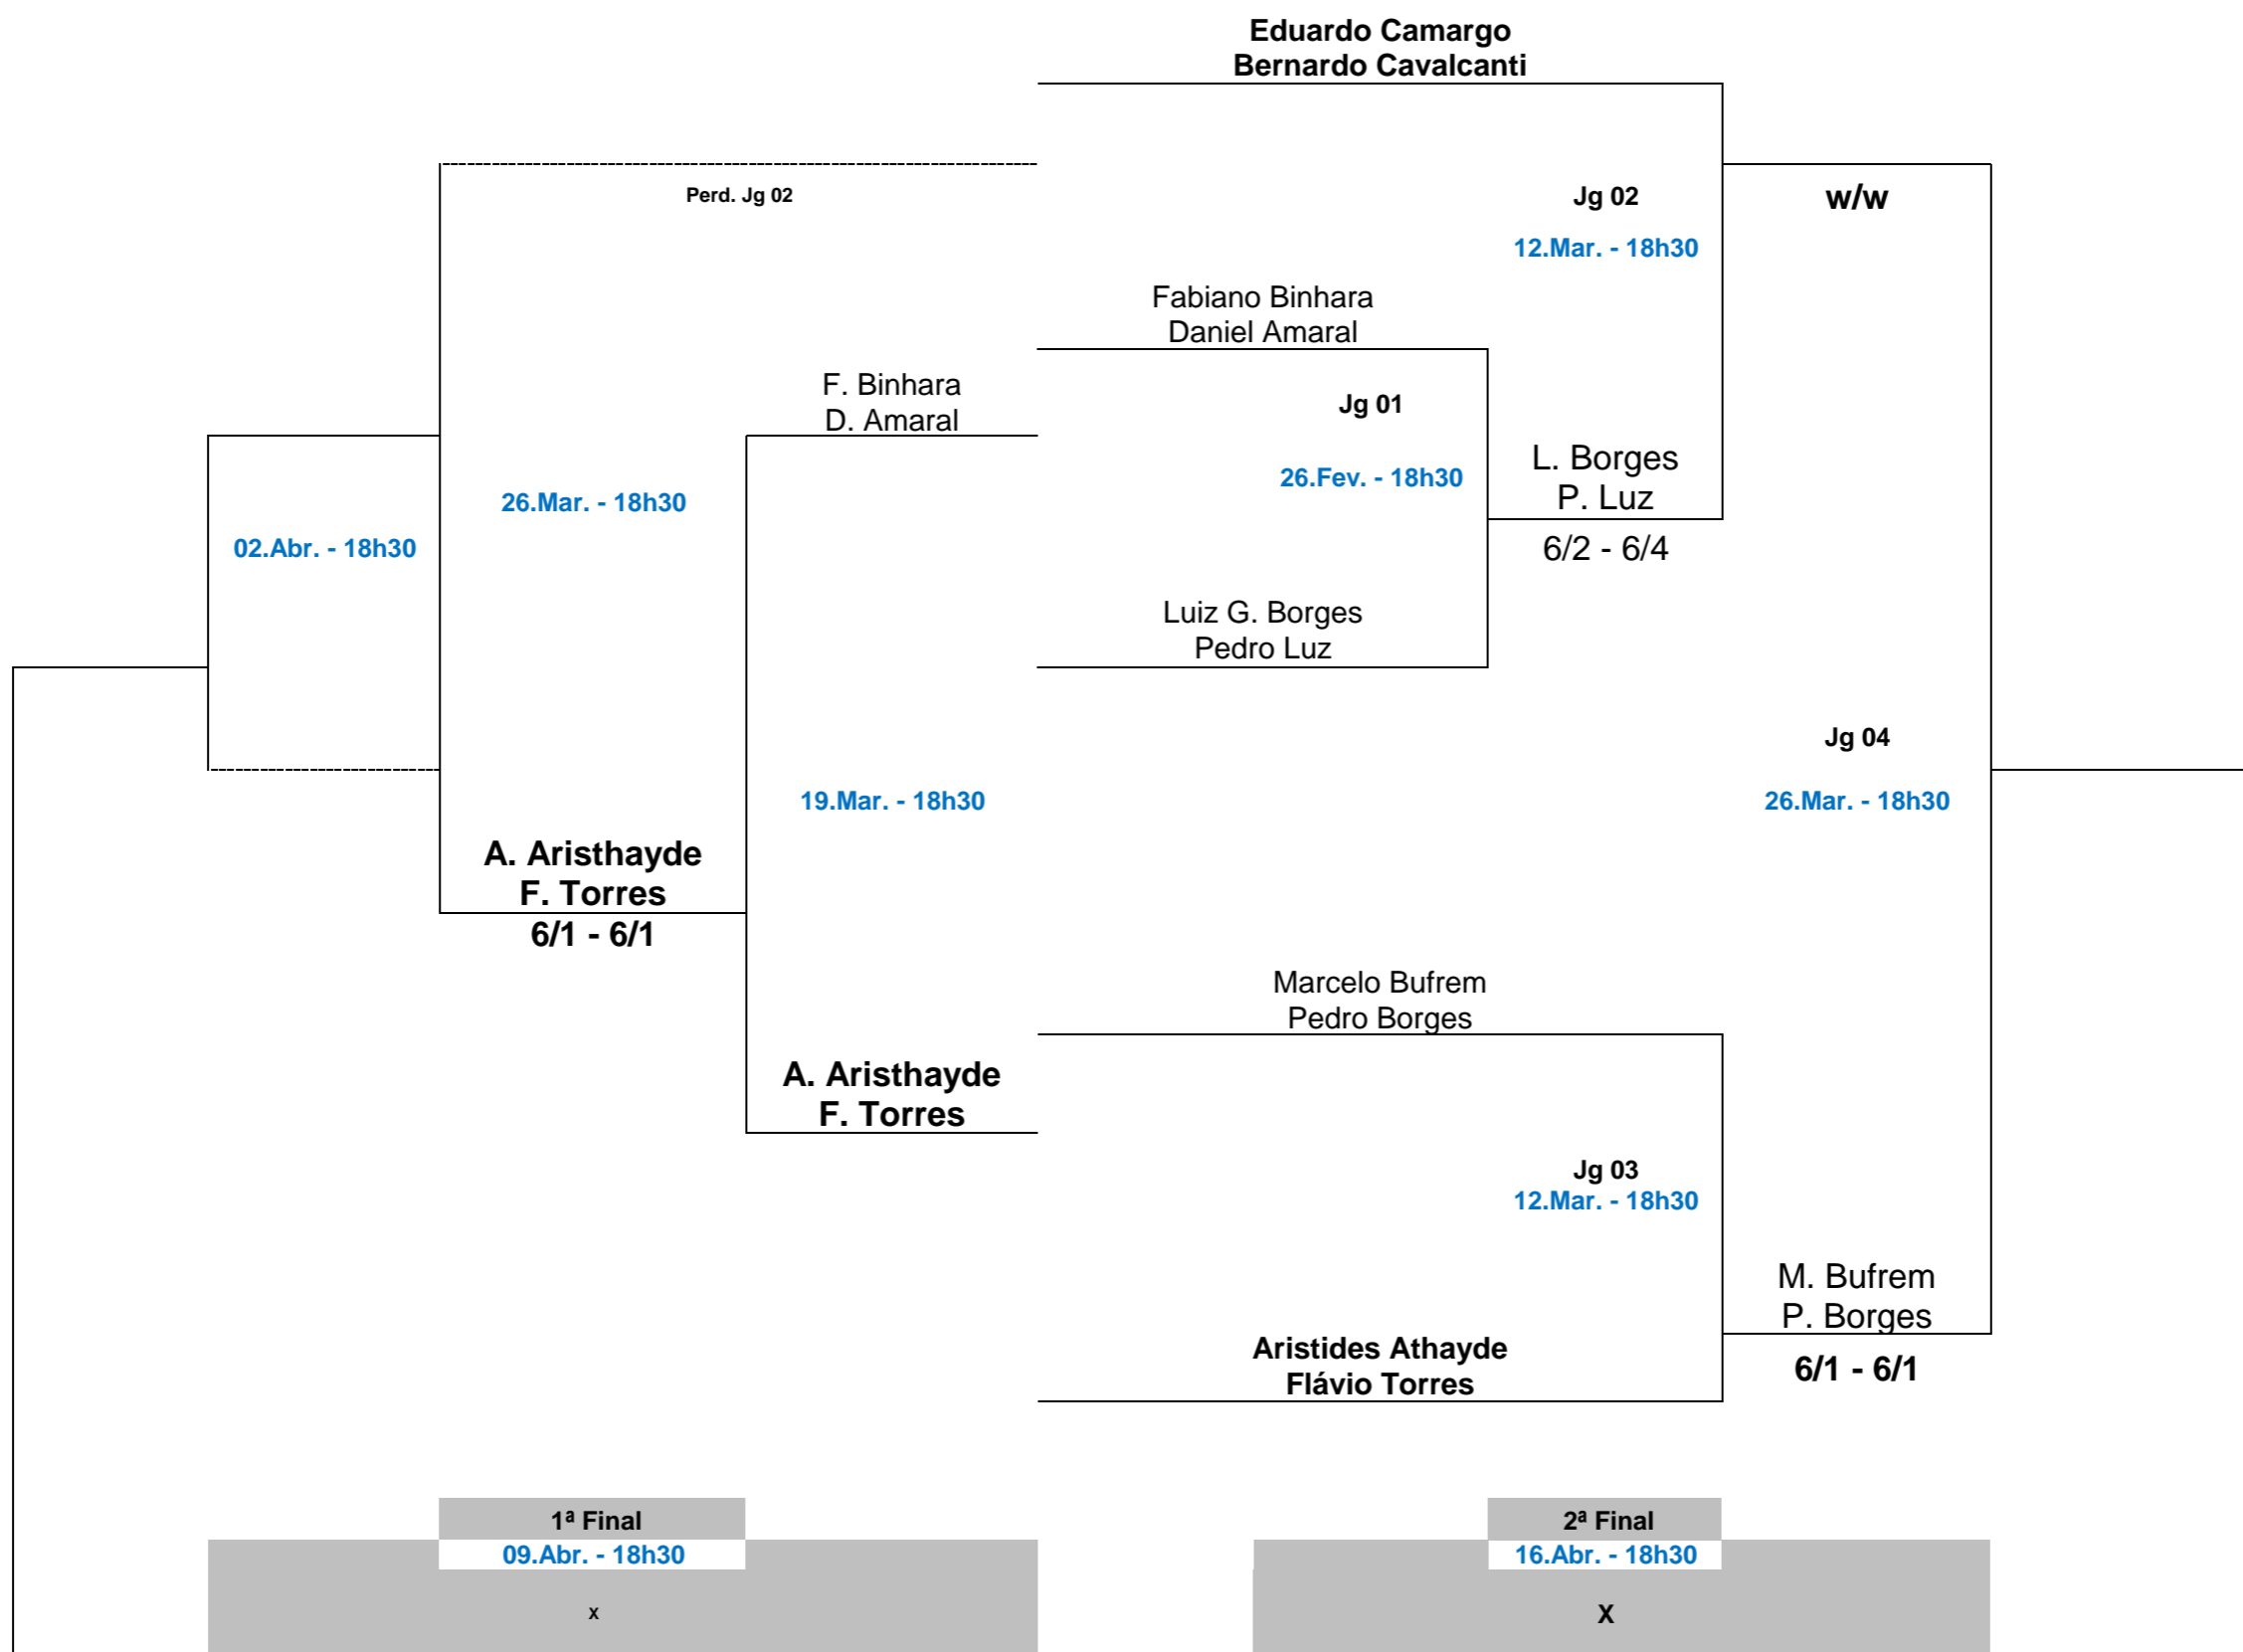 Eduardo Camargo
Bernardo Cavalcanti
Perd. Jg 02
Jg 02
w/w
12.Mar. - 18h30
Fabiano Binhara
Daniel Amaral
F. Binhara
D. Amaral
Jg 01
26.Fev. - 18h30
L. Borges
P. Luz
26.Mar. - 18h30
02.Abr. - 18h30
6/2 - 6/4
Luiz G. Borges
Pedro Luz
Jg 04
19.Mar. - 18h30
26.Mar. - 18h30
A. Aristhayde
F. Torres
6/1 - 6/1
Marcelo Bufrem
Pedro Borges
A. Aristhayde
F. Torres
Jg 03
12.Mar. - 18h30
M. Bufrem
P. Borges
Aristides Athayde
Flávio Torres
6/1 - 6/1
1ª Final
09.Abr. - 18h30
x
2ª Final
16.Abr. - 18h30
X